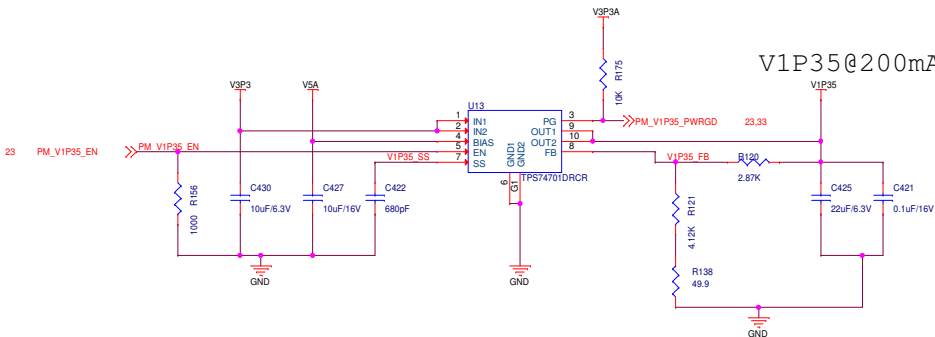 V3P3A
V1P35@200mA
R175
10K
V3P3
V5A
V1P35
U13
1
2
4
5
7
IN1
IN2
BIAS
EN
SS
GND1
GND2
PG
OUT1
OUT2
FB
3
9
10
8
6
G1
TPS74701DRCR
PM_V1P35_PWRGD
23,33
23
PM_V1P35_EN
PM_V1P35_EN
V1P35_SS
V1P35_FB
R120
2.87K
R156
1000
C430
10uF/6.3V
C427
10uF/16V
C422
680pF
R121
4.12K
R138
49.9
C425
22uF/6.3V
C421
0.1uF/16V
GND
GND
GND